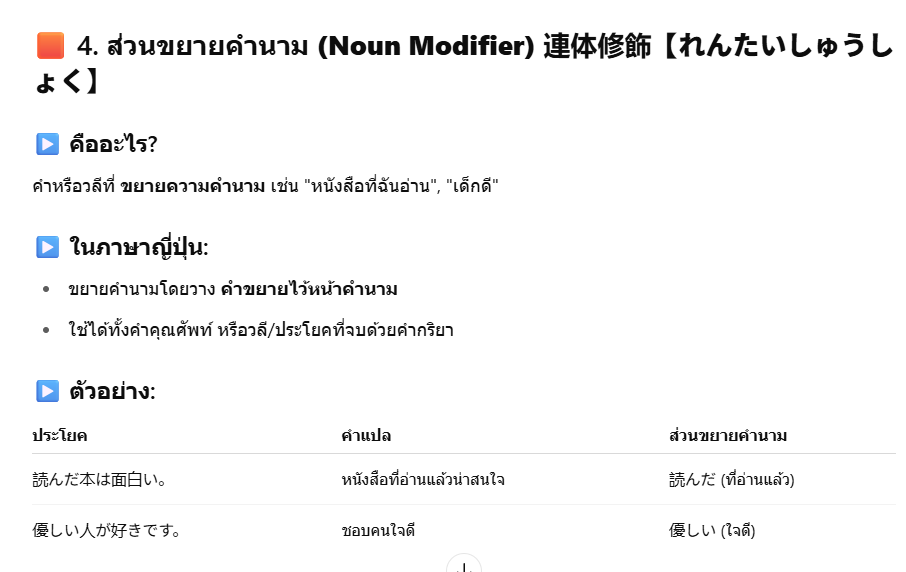 4. ส่วนขยายคำนาม (Noun Modifier) 連体修飾【れんたいしゅうし
ょく】
คืออะไร?
คำหรือวลีที่ ขยายความคำนาม เช่น "หนังสือที่ฉันอ่าน", "เด็กดี"
ในภาษาญี่ปุ่น:
• ขยายคำนามโดยวาง คำขยายไว้หน้าคำนาม
• ใช้ได้ทั้งคำคุณศัพท์ หรือวลี/ประโยคที่จบด้วยคำกริยา
ตัวอย่าง:
ประโยค คำแปล ส่วนขยายคำนาม
読んだ本は面白い。 หนังสือที่อ่านแล้วน่าสนใจ 読んだ (ที่อ่านแล้ว)
優しい人が好きです。 ชอบคนใจดี 優しい (ใจดี)